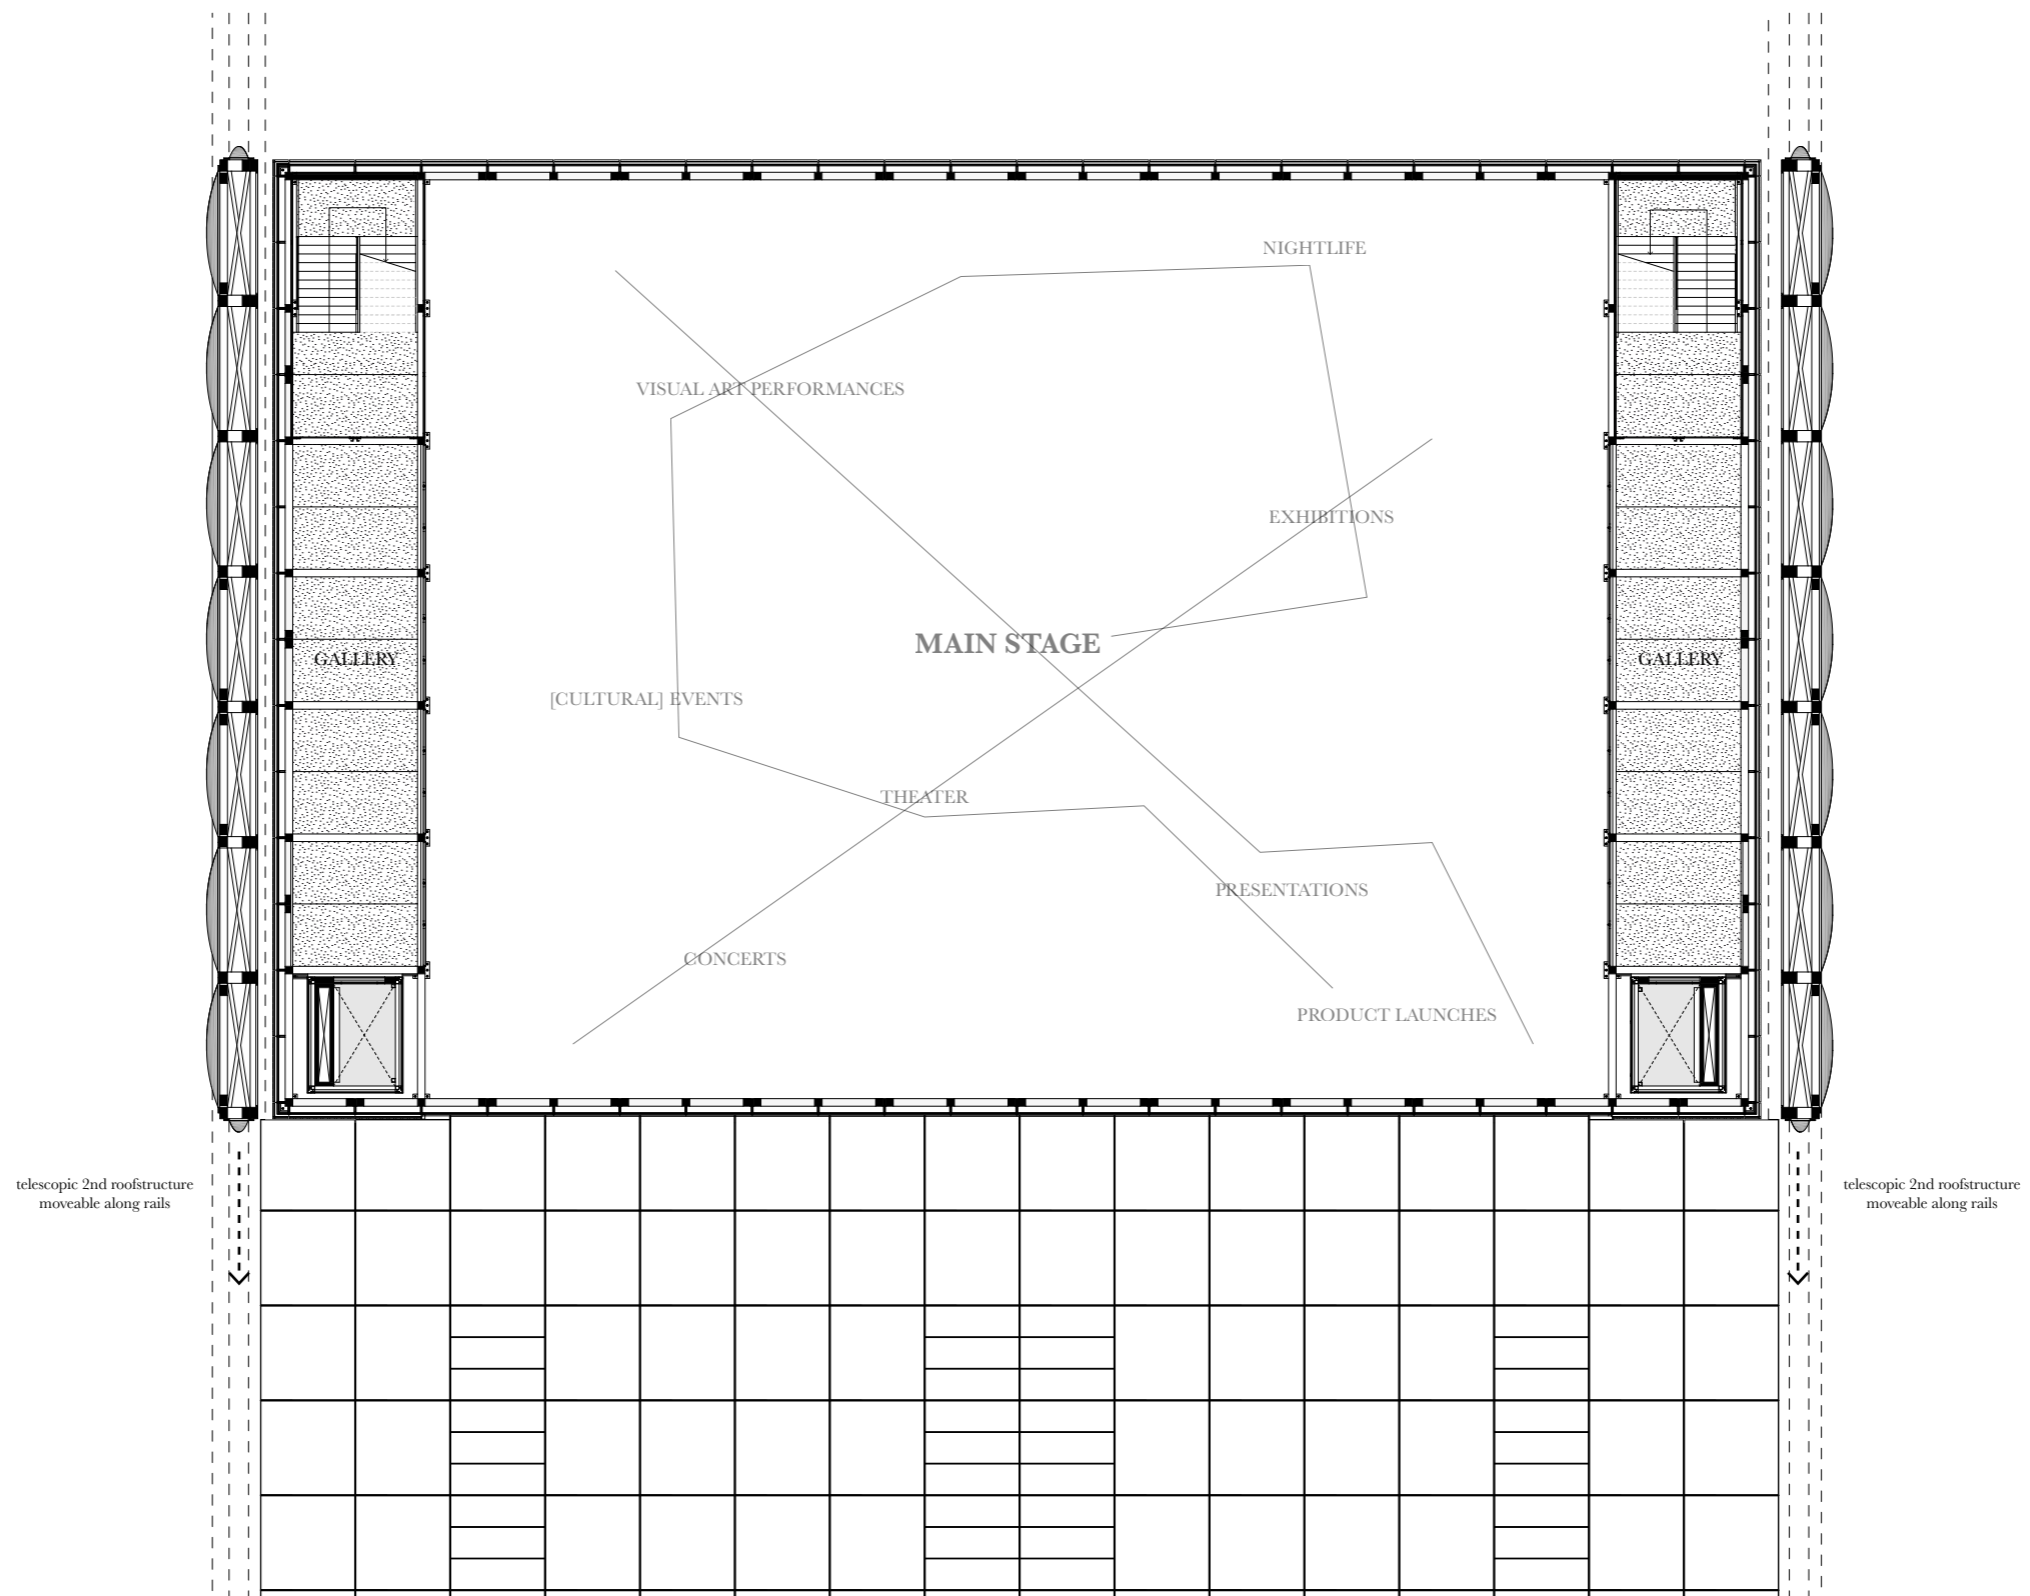 NIGHTLIFE
VISUAL ART PERFORMANCES
EXHIBITIONS
MAIN STAGE
GALLERY
GALLERY
[CULTURAL] EVENTS
THEATER
PRESENTATIONS
CONCERTS
PRODUCT LAUNCHES
telescopic 2nd roofstructure
moveable along rails
telescopic 2nd roofstructure
moveable along rails